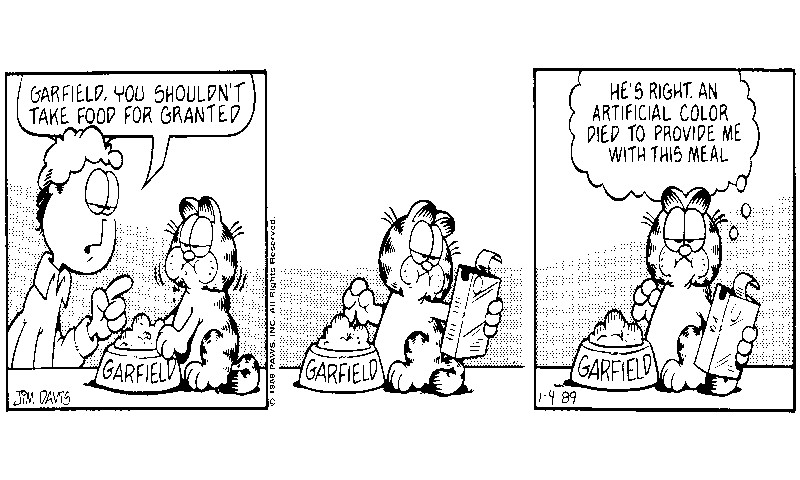 GARFIELD, YOU SHOULDN'T
TAKE FOOD FOR GRANTED
GARFIELD
JIM DAVIS
© 1988 PAWS, INC. All Rights Reserved.
GARFIELD
HE'S RIGHT. AN
ARTIFICIAL COLOR
DIED TO PROVIDE ME
WITH THIS MEAL
GARFIELD
1-4 89